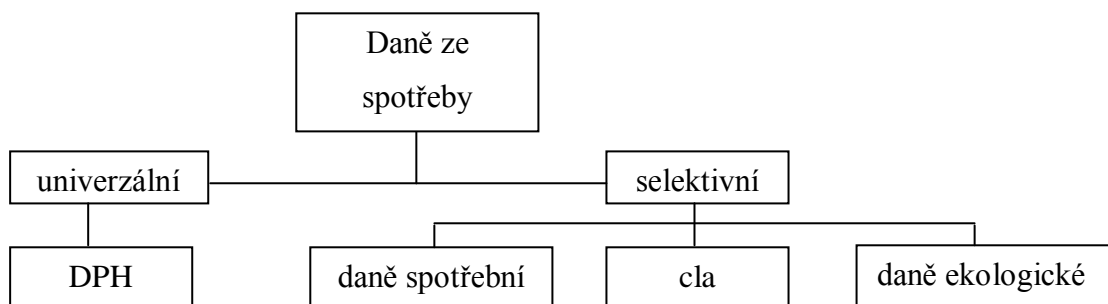 Daně ze
spotřeby
univerzální
selektivní
DPH
daně spotřební
cla
daně ekologické